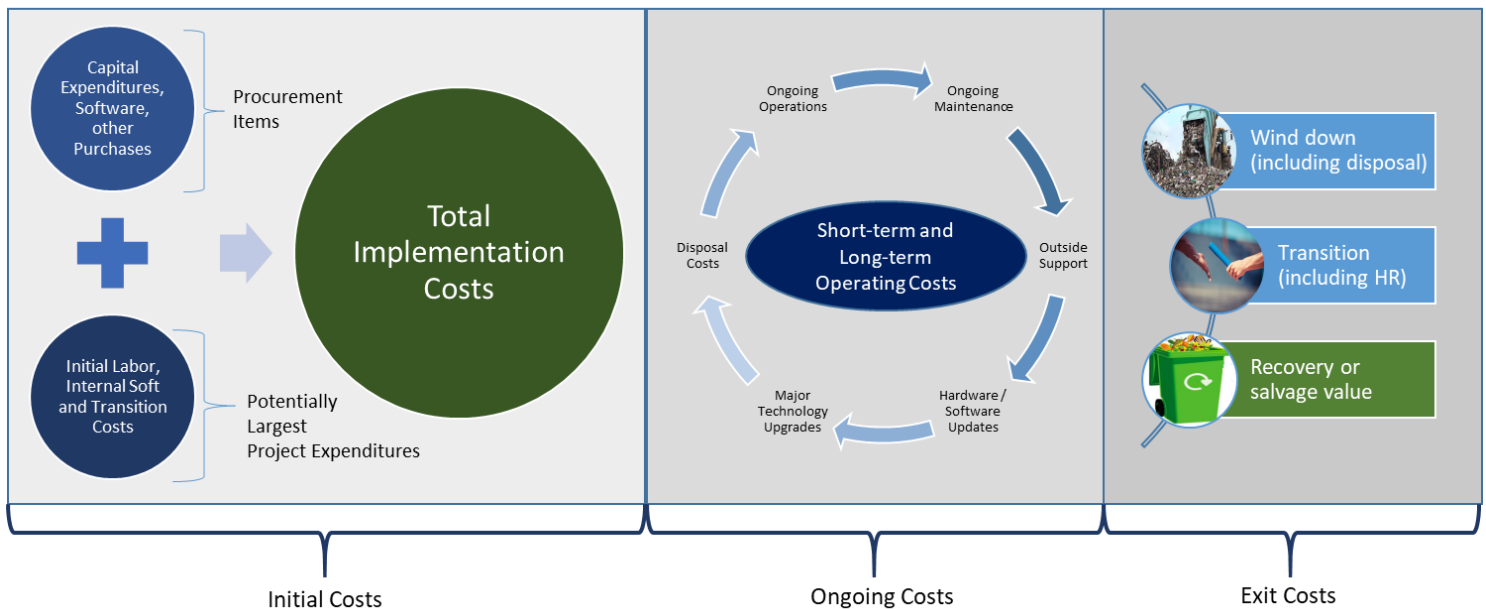 Capital
Expenditures,
Software,
other
Purchases
Procurement
Items
Initial Labor,
Internal Soft
and Transition
Costs
Potentially
Largest
Project Expenditures
Total
Implementation
Costs
Ongoing
Operations
Ongoing
Maintenance
Outside
Support
Hardware /
Software
Updates
Major
Technology
Upgrades
Disposal
Costs
Short-term and
Long-term
Operating Costs
Wind down
(including disposal)
Transition
(including HR)
Recovery or
salvage value
Initial Costs
Ongoing Costs
Exit Costs